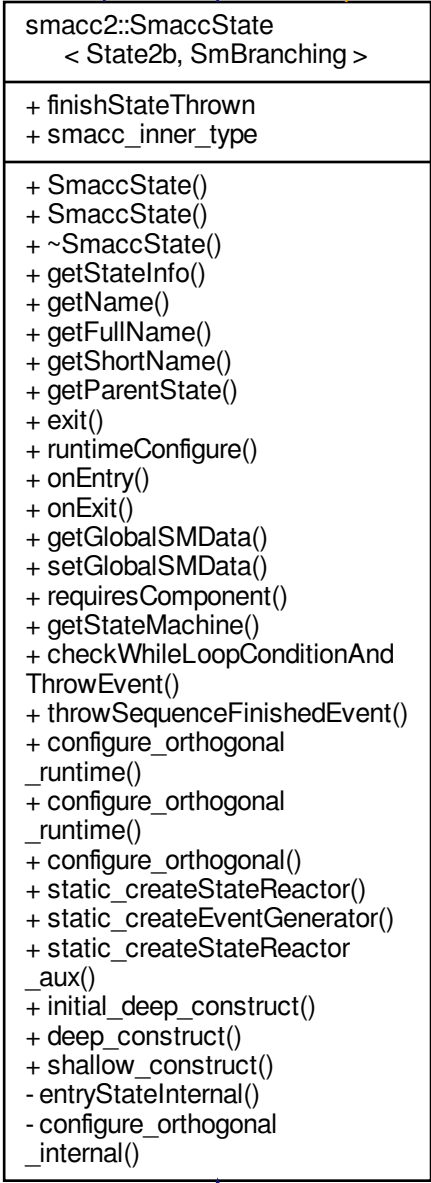 smacc2::SmaccState
< State2b, SmBranching >
+ finishStateThrown
+ smacc_inner_type
+ SmaccState()
+ SmaccState()
+ ~SmaccState()
+ getStateInfo()
+ getName()
+ getFullName()
+ getShortName()
+ getParentState()
+ exit()
+ runtimeConfigure()
+ onEntry()
+ onExit()
+ getGlobalSMData()
+ setGlobalSMData()
+ requiresComponent()
+ getStateMachine()
+ checkWhileLoopConditionAnd
ThrowEvent()
+ throwSequenceFinishedEvent()
+ configure_orthogonal
_runtime()
+ configure_orthogonal
_runtime()
+ configure_orthogonal()
+ static_createStateReactor()
+ static_createEventGenerator()
+ static_createStateReactor
_aux()
+ initial_deep_construct()
+ deep_construct()
+ shallow_construct()
- entryStateInternal()
- configure_orthogonal
_internal()